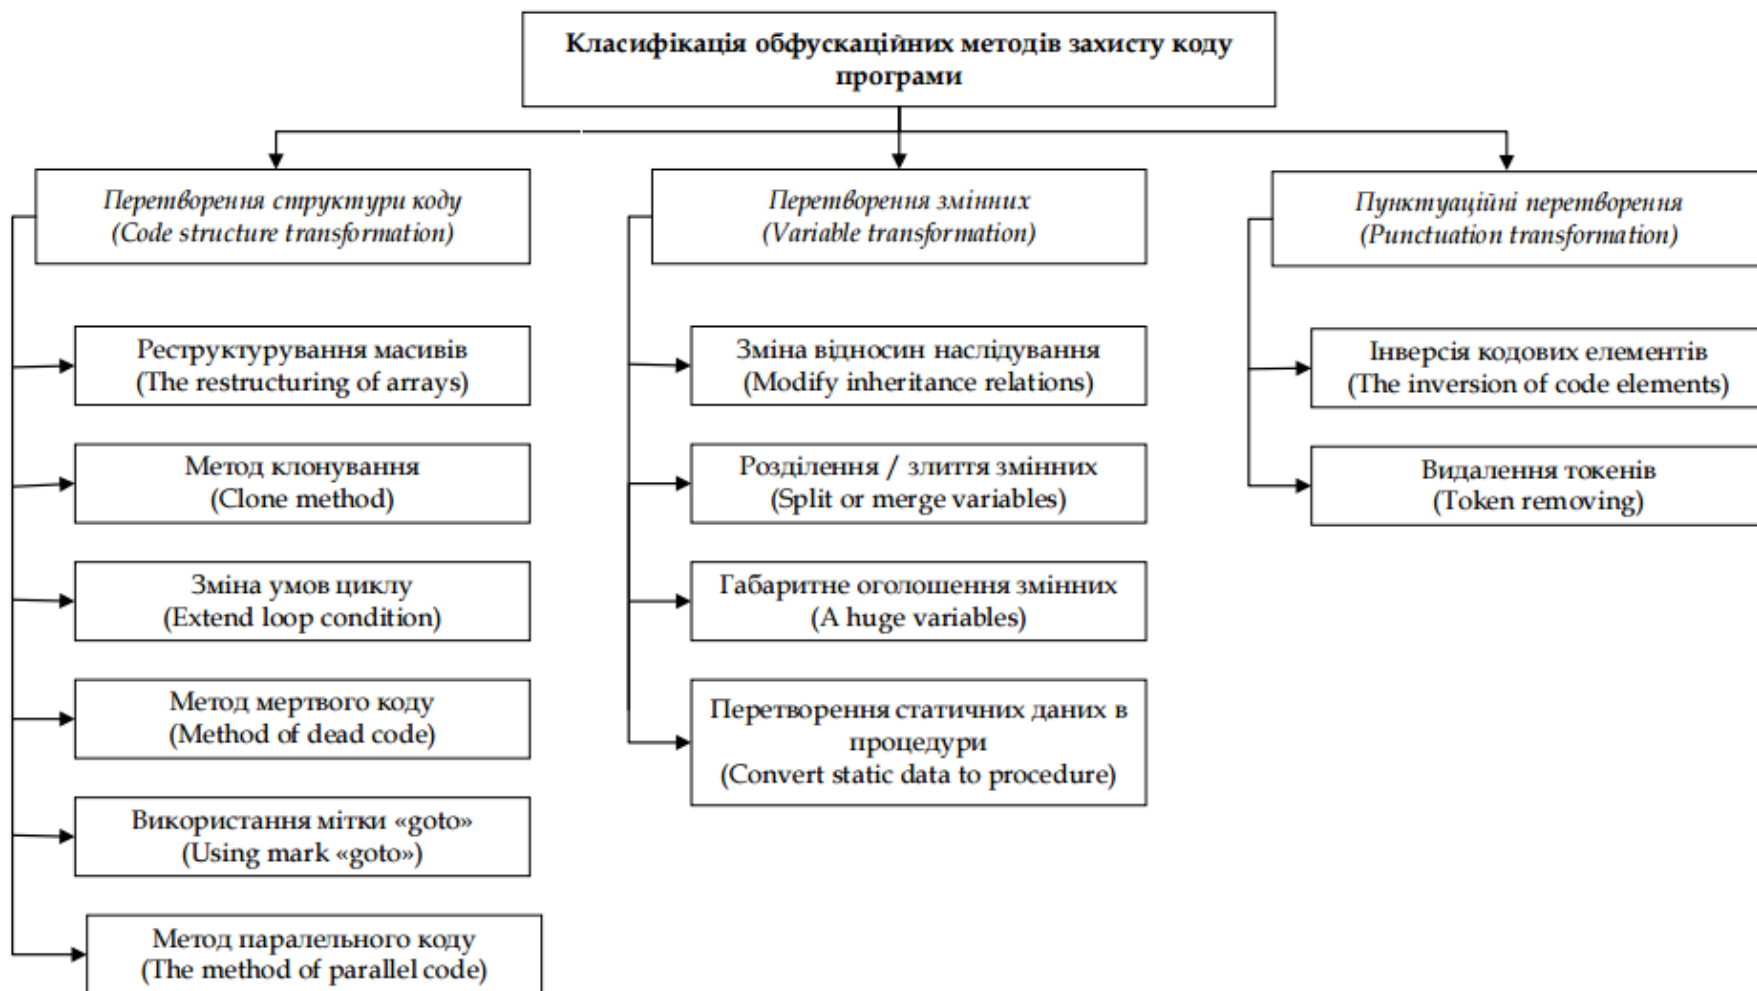 Класифікація обфускаційних методів захисту коду
програми
Перетворення структури коду
(Code structure transformation)
Реструктурування масивів
(The restructuring of arrays)
Метод клонування
(Clone method)
Зміна умов циклу
(Extend loop condition)
Метод мертвого коду
(Method of dead code)
Використання мітки «goto»
(Using mark «goto»)
Метод паралельного коду
(The method of parallel code)
Перетворення змінних
(Variable transformation)
Зміна відносин наслідування
(Modify inheritance relations)
Розділення / злиття змінних
(Split or merge variables)
Габаритне оголошення змінних
(A huge variables)
Перетворення статичних даних в
процедури
(Convert static data to procedure)
Пунктуаційні перетворення
(Punctuation transformation)
Інверсія кодових елементів
(The inversion of code elements)
Видалення токенів
(Token removing)